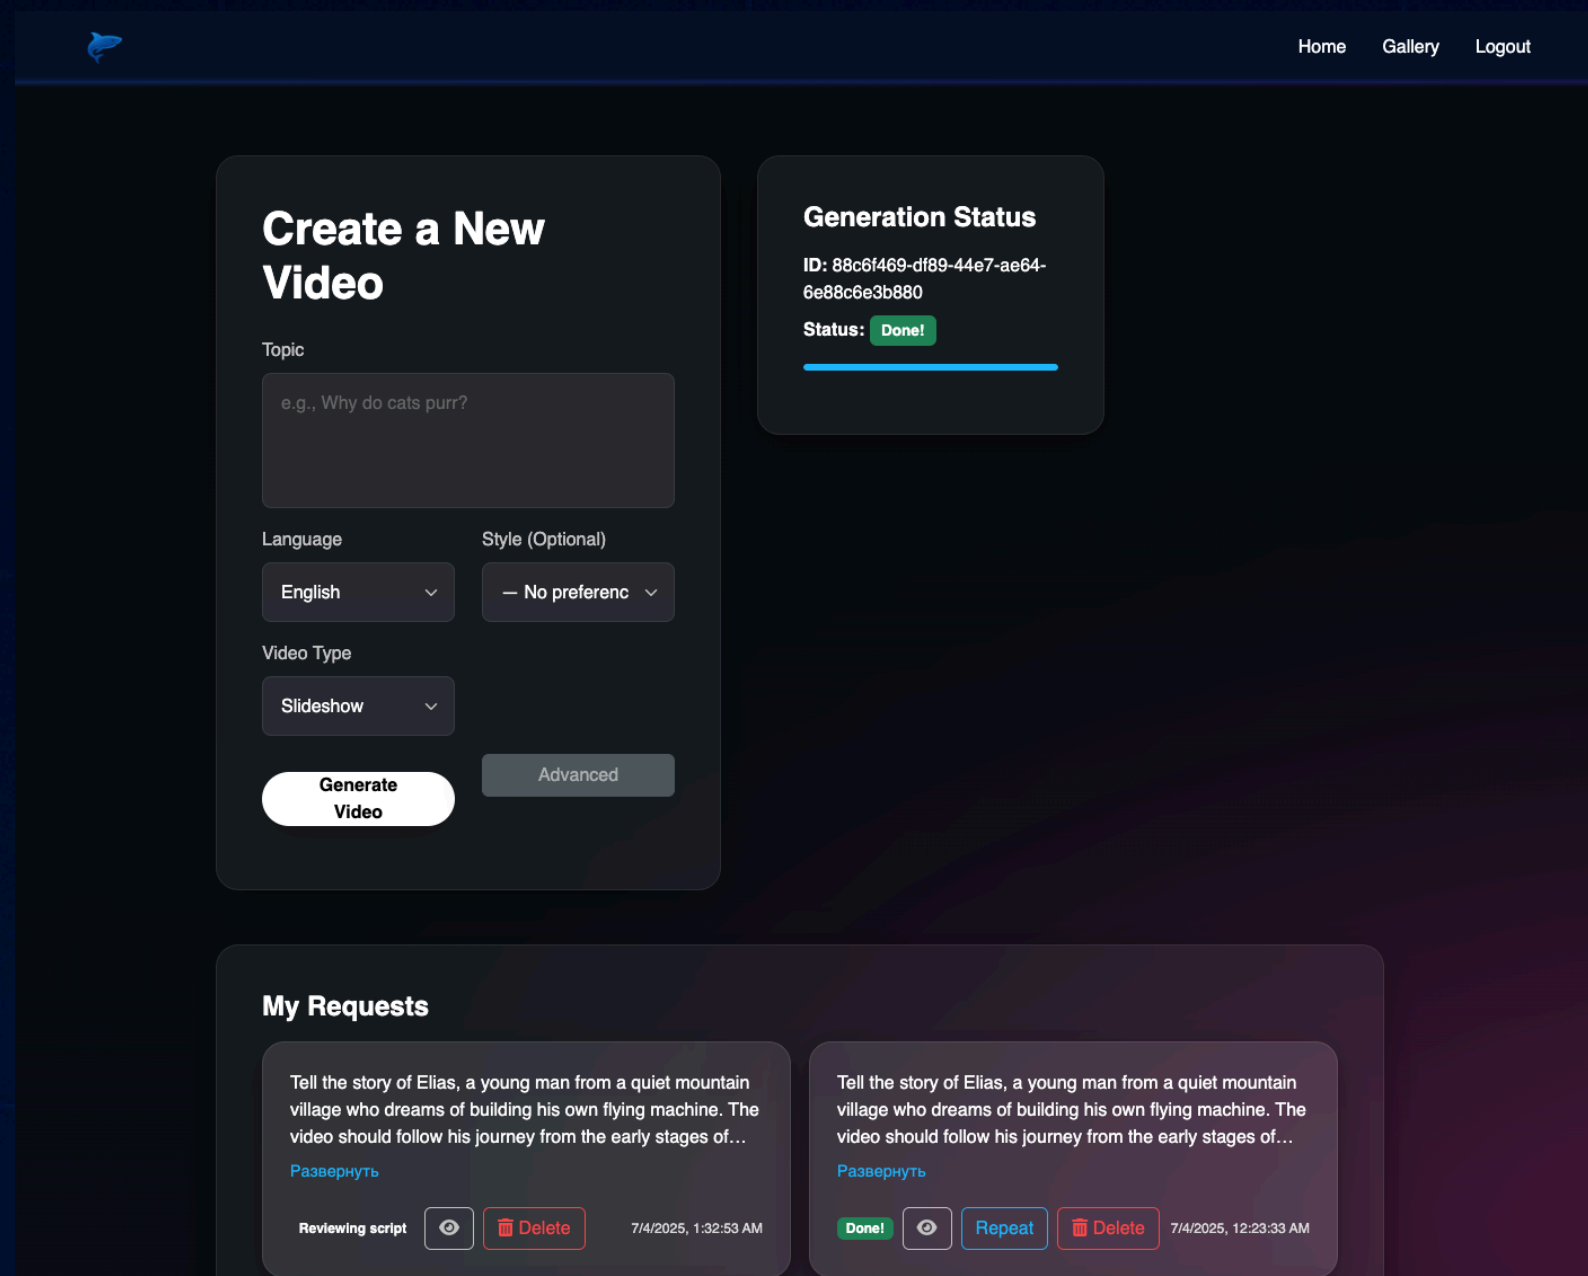 Home Gallery Logout
Create a New
Video
Topic
e.g., Why do cats purr?
Language
English
Style (Optional)
— No preferenc
Video Type
Slideshow
Generate
Video
Advanced
Generation Status
ID: 88c6f469-df89-44e7-ae64-
6e88c6e3b880
Status: Done!
My Requests
Tell the story of Elias, a young man from a quiet mountain
village who dreams of building his own flying machine. The
video should follow his journey from the early stages of...
Развернуть
Reviewing script Delete 7/4/2025, 1:32:53 AM
Tell the story of Elias, a young man from a quiet mountain
village who dreams of building his own flying machine. The
video should follow his journey from the early stages of...
Развернуть
Done! Repeat Delete 7/4/2025, 12:23:33 AM